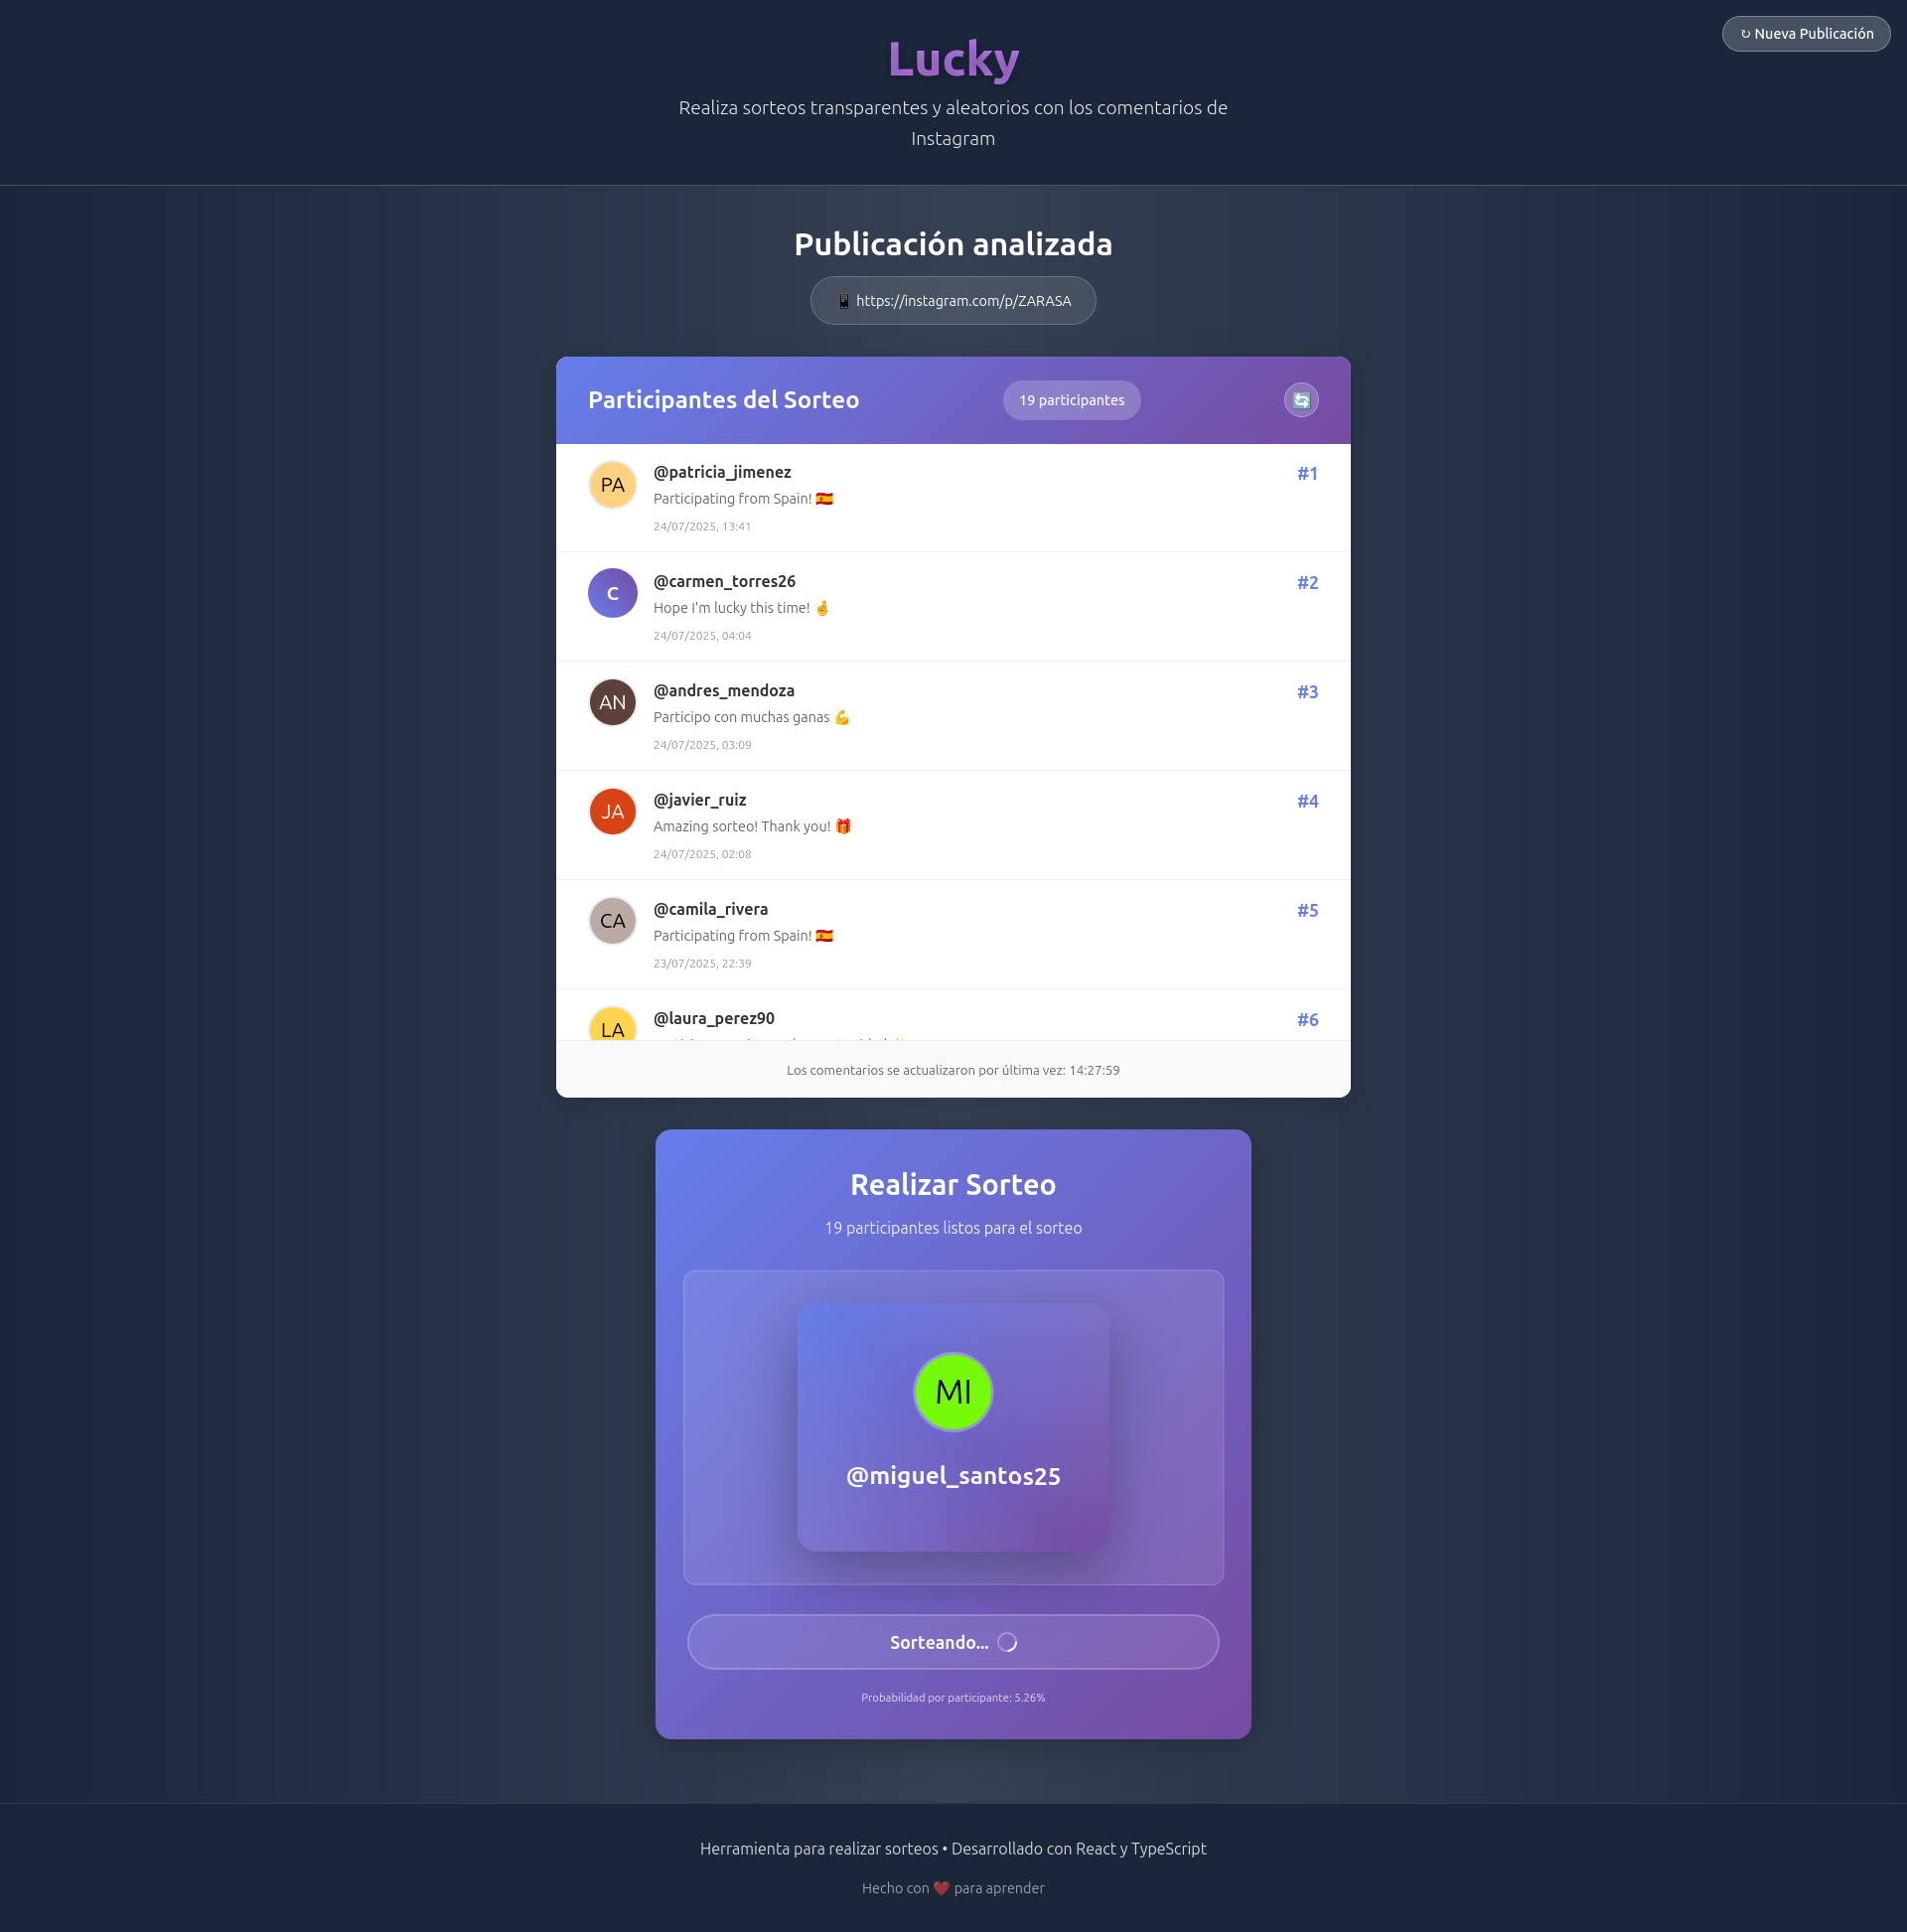 ↻ Nueva Publicación
Lucky
Realiza sorteos transparentes y aleatorios con los comentarios de
Instagram
Publicación analizada
📱 https://instagram.com/p/ZARASA
Participantes del Sorteo
19 participantes
PA
@patricia_jimenez
#1
Participating from Spain! 🇪🇸
24/07/2025, 13:41
C
@carmen_torres26
#2
Hope I'm lucky this time! 🤞
24/07/2025, 04:04
AN
@andres_mendoza
#3
Participo con muchas ganas 💪
24/07/2025, 03:09
JA
@javier_ruiz
#4
Amazing sorteo! Thank you! 🎁
24/07/2025, 02:08
CA
@camila_rivera
#5
Participating from Spain! 🇪🇸
23/07/2025, 22:39
LA
@laura_perez90
#6
Los comentarios se actualizaron por última vez: 14:27:59
Realizar Sorteo
19 participantes listos para el sorteo
MI
@miguel_santos25
Sorteando...
Probabilidad por participante: 5.26%
Herramienta para realizar sorteos • Desarrollado con React y TypeScript
Hecho con ❤️ para aprender